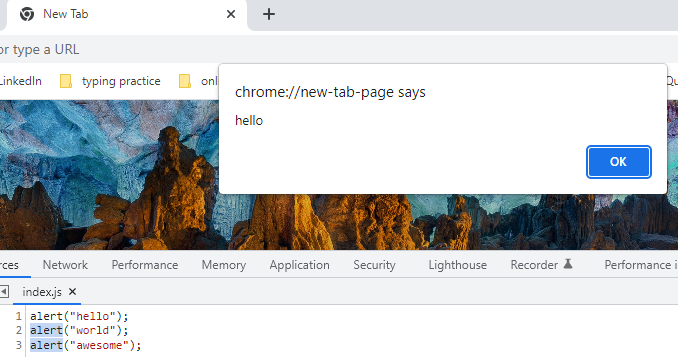 New Tab
or type a URL
LinkedIn typing practice onl Qu
chrome://new-tab-page says
hello
OK
rces Network Performance Memory Application Security Lighthouse Recorder Performance i
index.js
1 alert("hello");
2 alert("world");
3 alert("awesome");